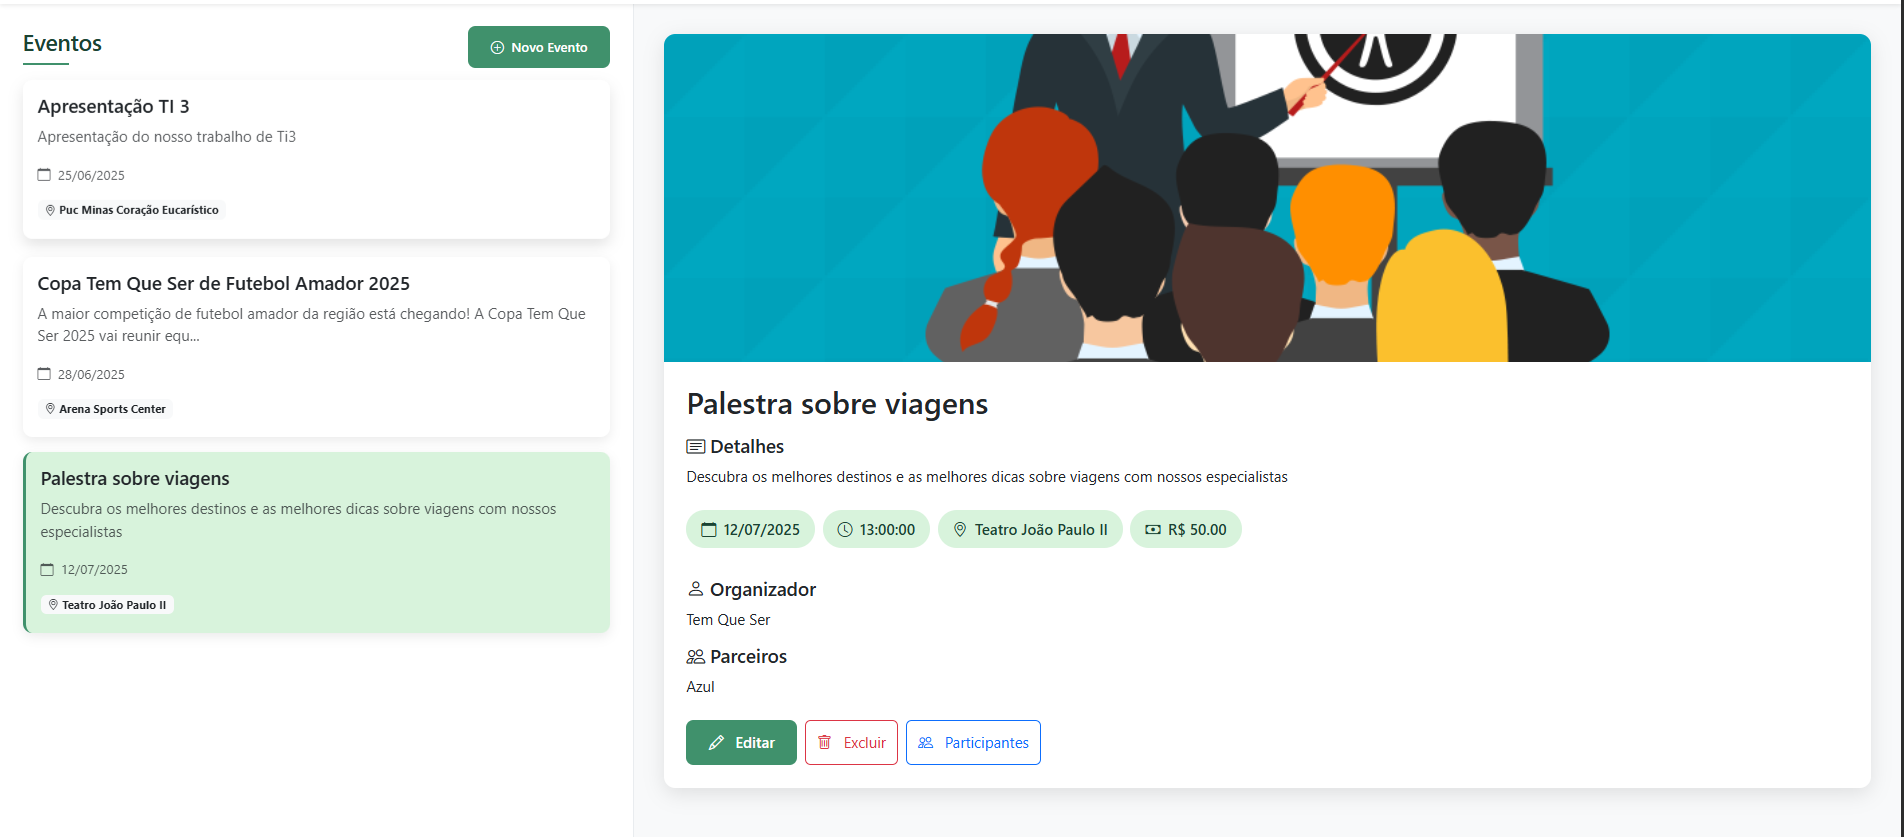 Eventos
Novo Evento
Apresentação TI 3
Apresentação do nosso trabalho de Ti3
25/06/2025
Puc Minas Coração Eucarístico
Copa Tem Que Ser de Futebol Amador 2025
A maior competição de futebol amador da região está chegando! A Copa Tem Que
Ser 2025 vai reunir equ...
28/06/2025
Arena Sports Center
Palestra sobre viagens
Descubra os melhores destinos e as melhores dicas sobre viagens com nossos
especialistas
12/07/2025
Teatro João Paulo II
Palestra sobre viagens
Detalhes
Descubra os melhores destinos e as melhores dicas sobre viagens com nossos especialistas
12/07/2025 13:00:00 Teatro João Paulo II R$ 50.00
Organizador
Tem Que Ser
Parceiros
Azul
Editar Excluir Participantes